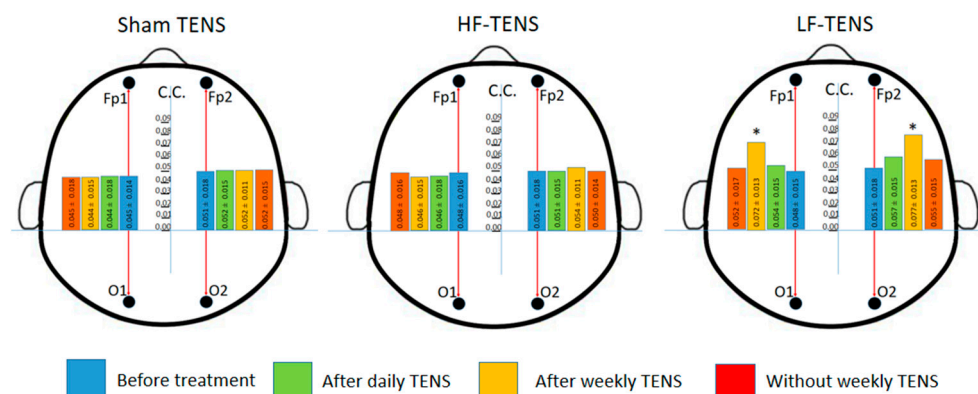 Sham TENS
HF-TENS
LF-TENS
Fp1 C.C. Fp2
Fp1 C.C. Fp2
Fp1 C.C. Fp2
* *
0.045 ± 0.018
0.044 ± 0.015
0.044 ± 0.018
0.045 ± 0.014
0.051 ± 0.018
0.052 ± 0.015
0.052 ± 0.011
0.052 ± 0.015
0.048 ± 0.016
0.046 ± 0.015
0.046 ± 0.018
0.048 ± 0.016
0.051 ± 0.018
0.051 ± 0.015
0.054 ± 0.011
0.050 ± 0.014
0.052 ± 0.017
0.072 ± 0.013
0.054 ± 0.015
0.048 ± 0.015
0.051 ± 0.018
0.057 ± 0.015
0.077 ± 0.013
0.055 ± 0.015
O1 O2
O1 O2
O1 O2
Before treatment
After daily TENS
After weekly TENS
Without weekly TENS